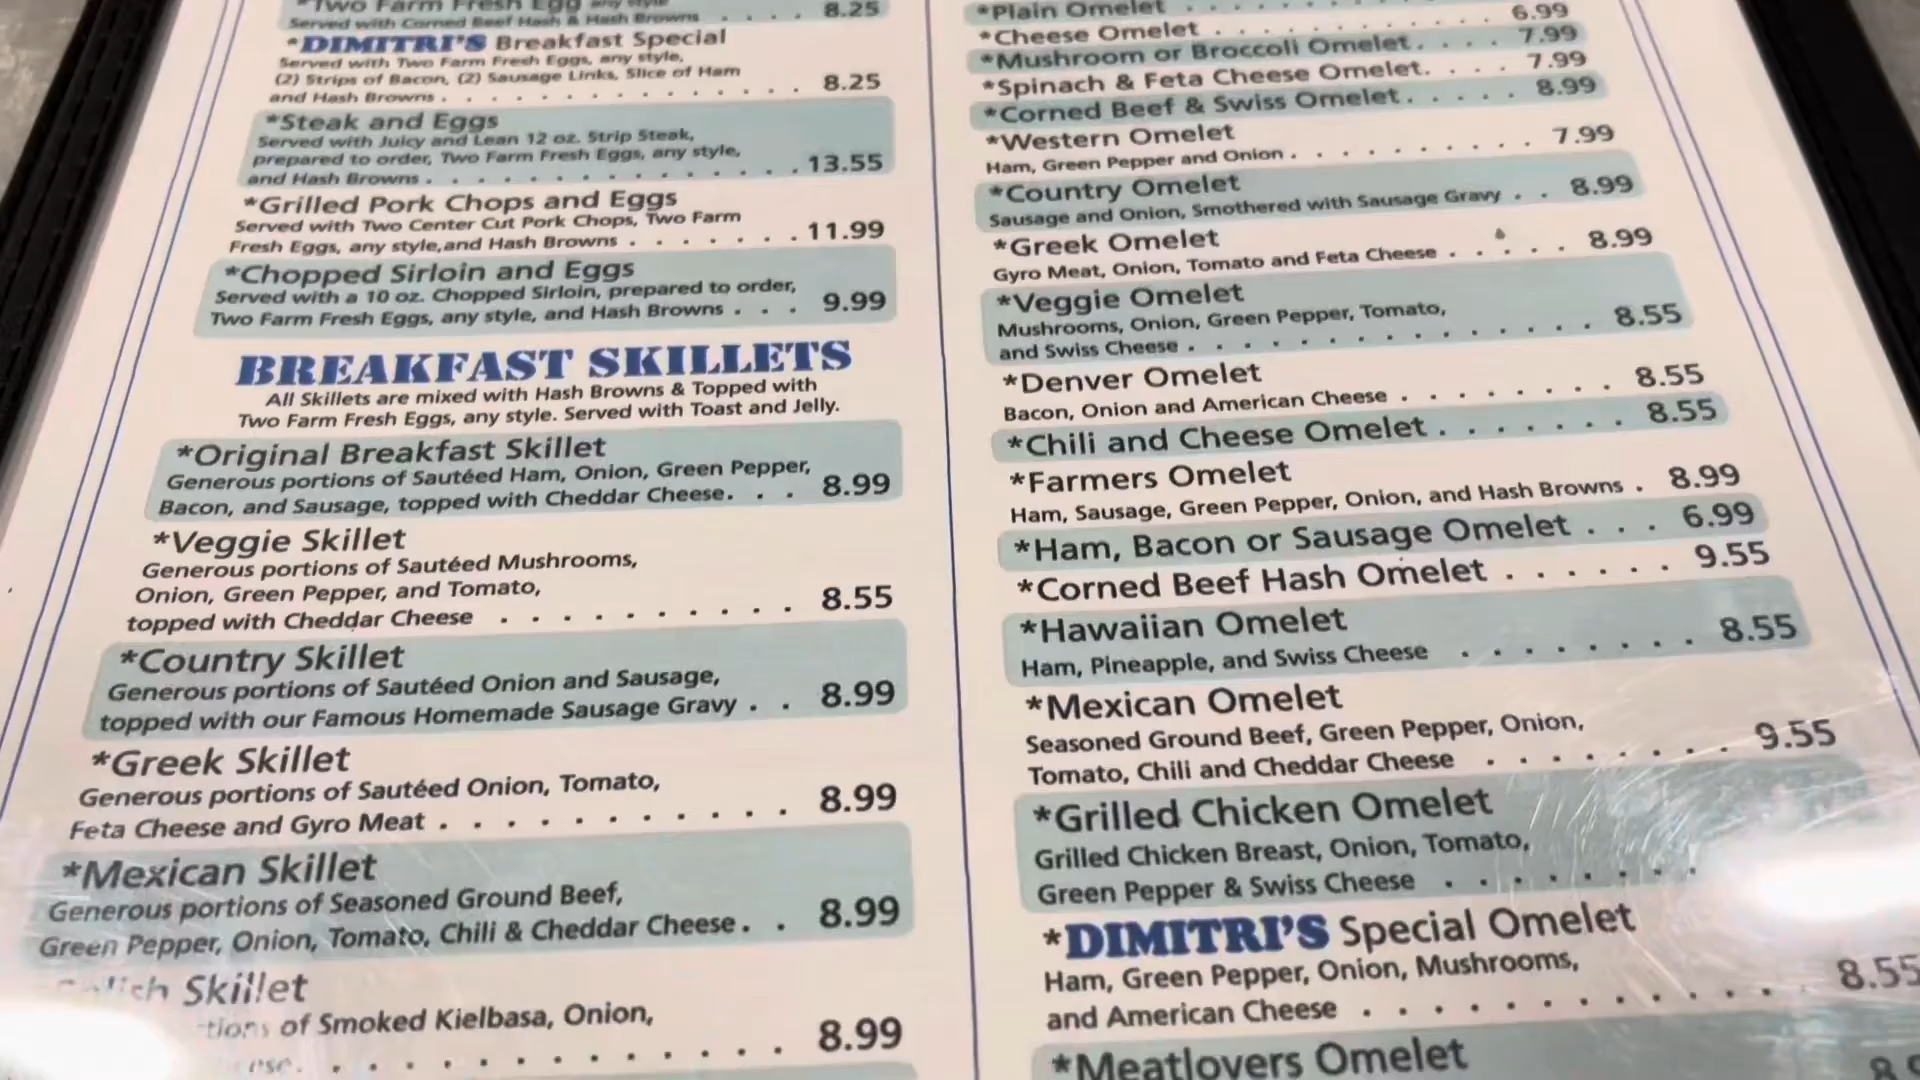 *Two Farm Fresh Egg any style
Served with Corned Beef Hash & Hash Browns . . . . 8.25
*DIMITRI'S Breakfast Special
Served with Two Farm Fresh Eggs, any style,
(2) Strips of Bacon, (2) Sausage Links, Slice of Ham
and Hash Browns . . . . . . . . . . . . . 8.25
*Steak and Eggs
Served with Juicy and Lean 12 oz. Strip Steak,
prepared to order, Two Farm Fresh Eggs, any style,
and Hash Browns . . . . . . . . . . . . . . 13.55
*Grilled Pork Chops and Eggs
Served with Two Center Cut Pork Chops, Two Farm
Fresh Eggs, any style,and Hash Browns . . . . . . . 11.99
*Chopped Sirloin and Eggs
Served with a 10 oz. Chopped Sirloin, prepared to order,
Two Farm Fresh Eggs, any style, and Hash Browns . . . 9.99
BREAKFAST SKILLETS
All Skillets are mixed with Hash Browns & Topped with
Two Farm Fresh Eggs, any style. Served with Toast and Jelly.
*Original Breakfast Skillet
Generous portions of Sautéed Ham, Onion, Green Pepper,
Bacon, and Sausage, topped with Cheddar Cheese. . . 8.99
*Veggie Skillet
Generous portions of Sautéed Mushrooms,
Onion, Green Pepper, and Tomato,
topped with Cheddar Cheese . . . . . . . . . . 8.55
*Country Skillet
Generous portions of Sautéed Onion and Sausage,
topped with our Famous Homemade Sausage Gravy . . 8.99
*Greek Skillet
Generous portions of Sautéed Onion, Tomato,
Feta Cheese and Gyro Meat . . . . . . . . . . . 8.99
*Mexican Skillet
Generous portions of Seasoned Ground Beef,
Green Pepper, Onion, Tomato, Chili & Cheddar Cheese. . 8.99
Skillet
of Smoked Kielbasa, Onion,
. . . . . . . . . . . . . . 8.99
*Plain Omelet
*Cheese Omelet . . . . . . . . . 6.99
*Mushroom or Broccoli Omelet. . . . 7.99
*Spinach & Feta Cheese Omelet. . . . 7.99
*Corned Beef & Swiss Omelet. . . . . 8.99
*Western Omelet
Ham, Green Pepper and Onion . . . . . . . . . . 7.99
*Country Omelet
Sausage and Onion, Smothered with Sausage Gravy . . 8.99
*Greek Omelet
Gyro Meat, Onion, Tomato and Feta Cheese . . . . . 8.99
*Veggie Omelet
Mushrooms, Onion, Green Pepper, Tomato,
and Swiss Cheese . . . . . . . . . . . . . . . 8.55
*Denver Omelet
Bacon, Onion and American Cheese . . . . . . . . 8.55
*Chili and Cheese Omelet . . . . . . . 8.55
*Farmers Omelet
Ham, Sausage, Green Pepper, Onion, and Hash Browns . 8.99
*Ham, Bacon or Sausage Omelet . . . 6.99
*Corned Beef Hash Omelet . . . . . . 9.55
*Hawaiian Omelet
Ham, Pineapple, and Swiss Cheese . . . . . . . . 8.55
*Mexican Omelet
Seasoned Ground Beef, Green Pepper, Onion,
Tomato, Chili and Cheddar Cheese . . . . . . . . 9.55
*Grilled Chicken Omelet
Grilled Chicken Breast, Onion, Tomato,
Green Pepper & Swiss Cheese . . . . . . . .
*DIMITRI'S Special Omelet
Ham, Green Pepper, Onion, Mushrooms,
and American Cheese . . . . . . . . . . . . . 8.55
*Meatlovers Omelet